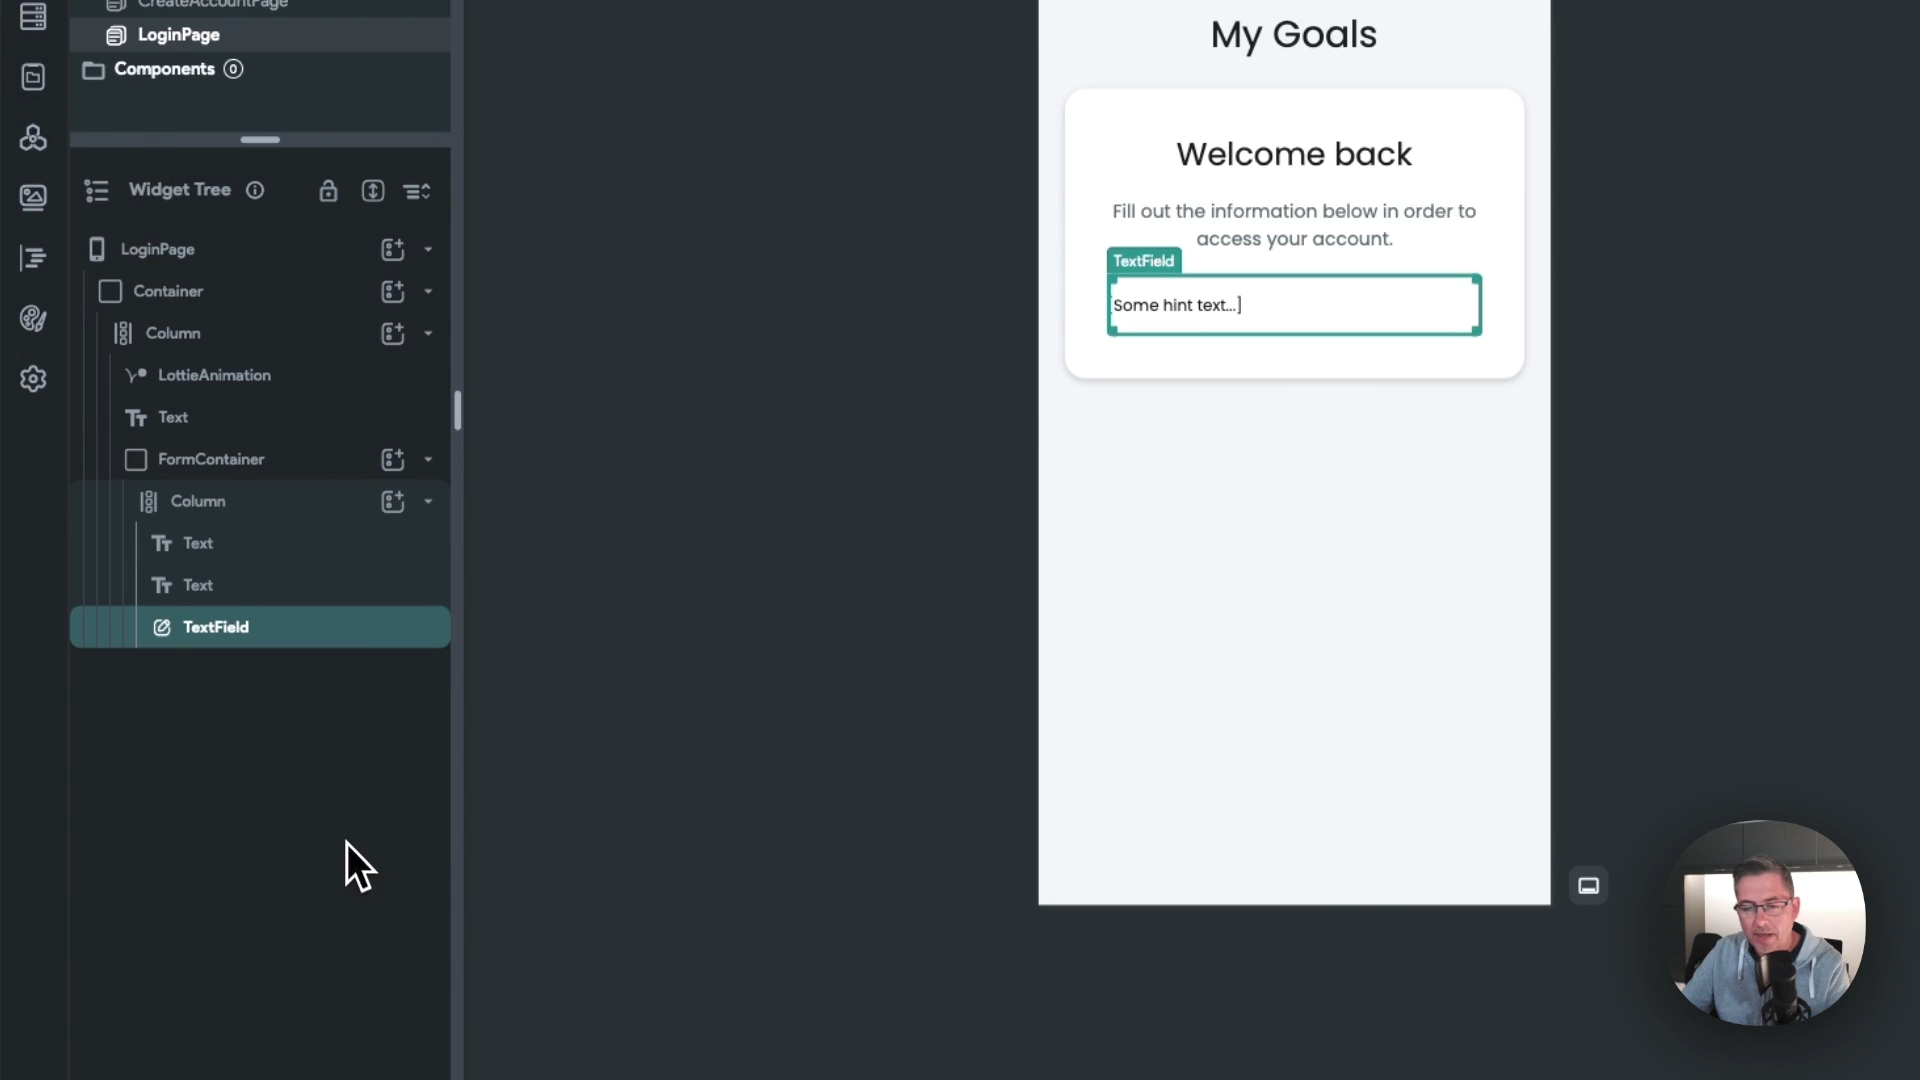 CreateAccountPage
LoginPage
Components 0
Widget Tree
LoginPage
Container
Column
LottieAnimation
Text
FormContainer
Column
Text
Text
TextField
My Goals
Welcome back
Fill out the information below in order to
access your account.
TextField
[Some hint text...]